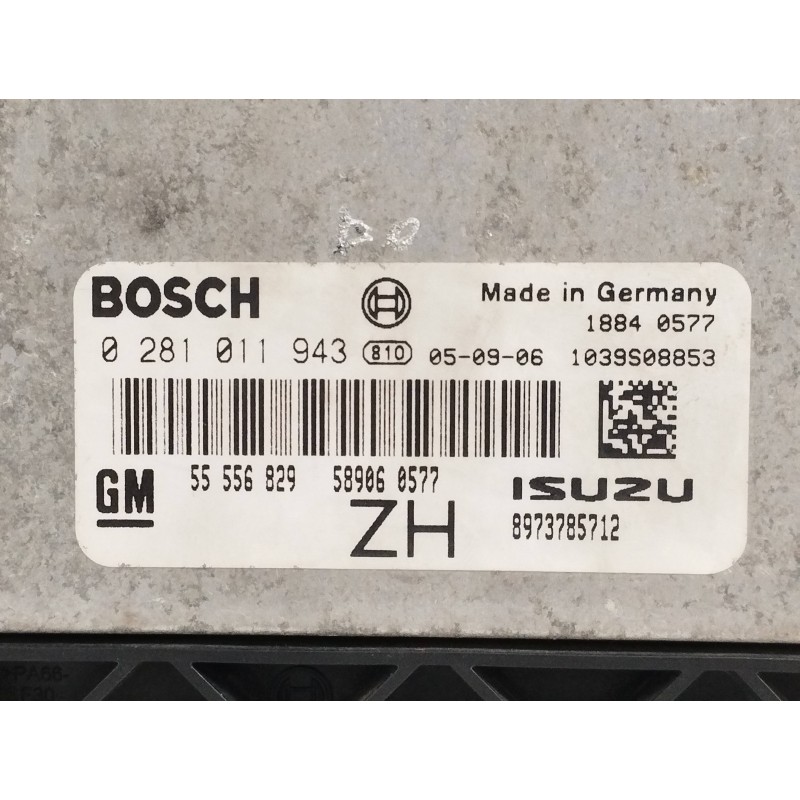 P O
BOSCH
Made in Germany
1884 0577
0 281 011 943 810 05-09-06 1039S08853
GM 55 556 829 58906 0577 ISUZU
ZH 8973785712
>PA66-